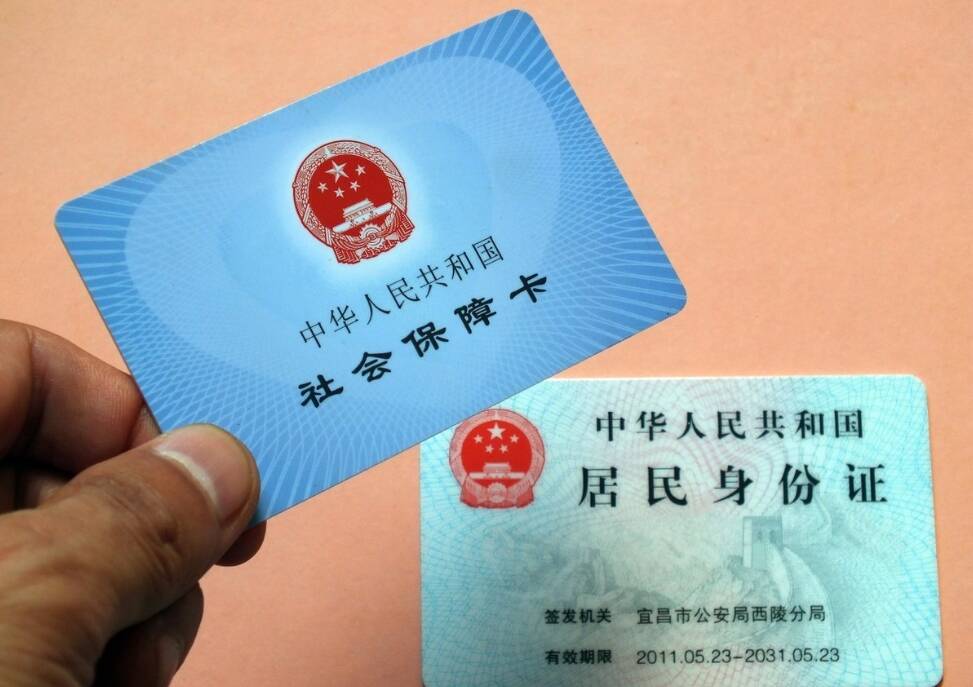 中华人民共和国
社会保障卡
中华人民共和国
居民身份证
签发机关 宜昌市公安局西陵分局
有效期限 2011.05.23-2031.05.23